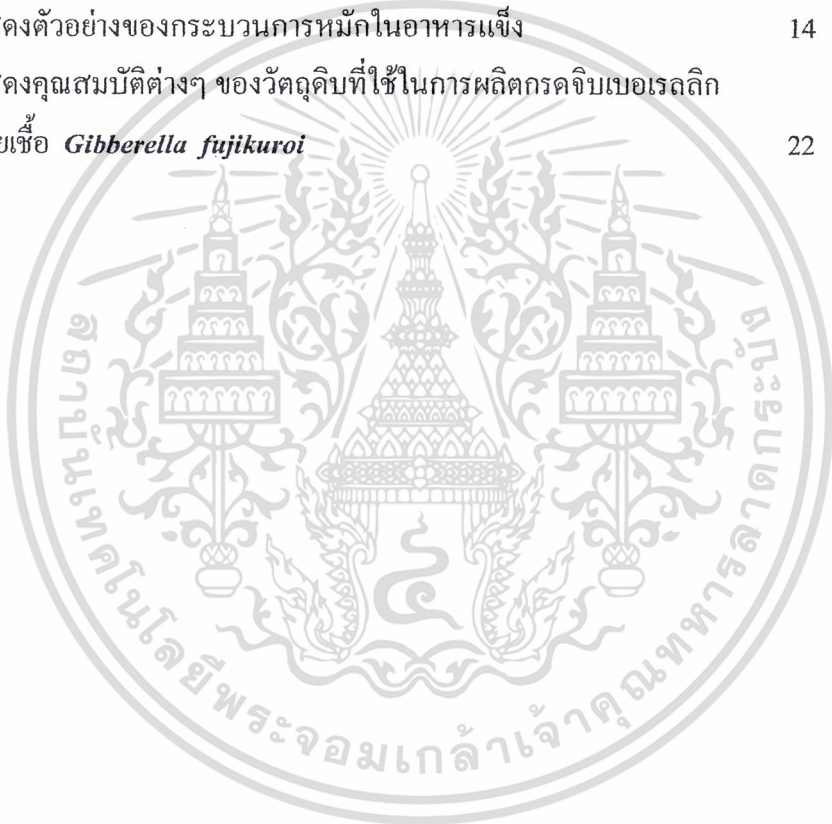 ดงตัวอย่างของกระบวนการหมักในอาหารแข็ง 14
ดงคุณสมบัติต่างๆ ของวัตถุดิบที่ใช้ในการผลิตกรดจิบเบอเรลลิก
ยเชื้อ Gibberella fujikuroi 22
สถาบันเทคโนโลยีพระจอมเกล้าเจ้าคุณทหารลาดกระบัง